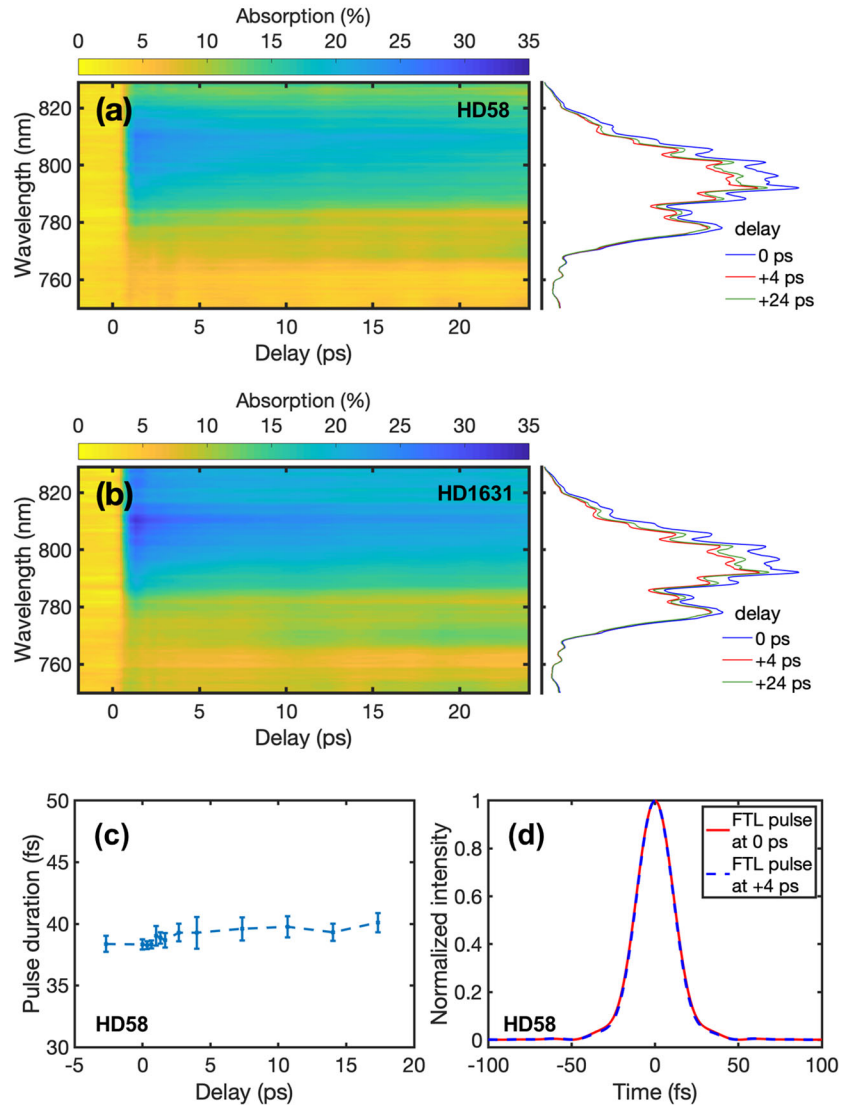 Absorption (%)
0 5 10 15 20 25 30 35
(a)
HD58
Wavelength (nm)
820
800
780
760
0 5 10 15 20
Delay (ps)
delay
0 ps
+4 ps
+24 ps
Absorption (%)
0 5 10 15 20 25 30 35
(b)
HD1631
Wavelength (nm)
820
800
780
760
0 5 10 15 20
Delay (ps)
delay
0 ps
+4 ps
+24 ps
(c)
Pulse duration (fs)
50
45
40
35
30
HD58
-5 0 5 10 15 20
Delay (ps)
(d)
Normalized intensity
1
0.8
0.6
0.4
0.2
0
FTL pulse
at 0 ps
FTL pulse
at +4 ps
HD58
-100 -50 0 50 100
Time (fs)